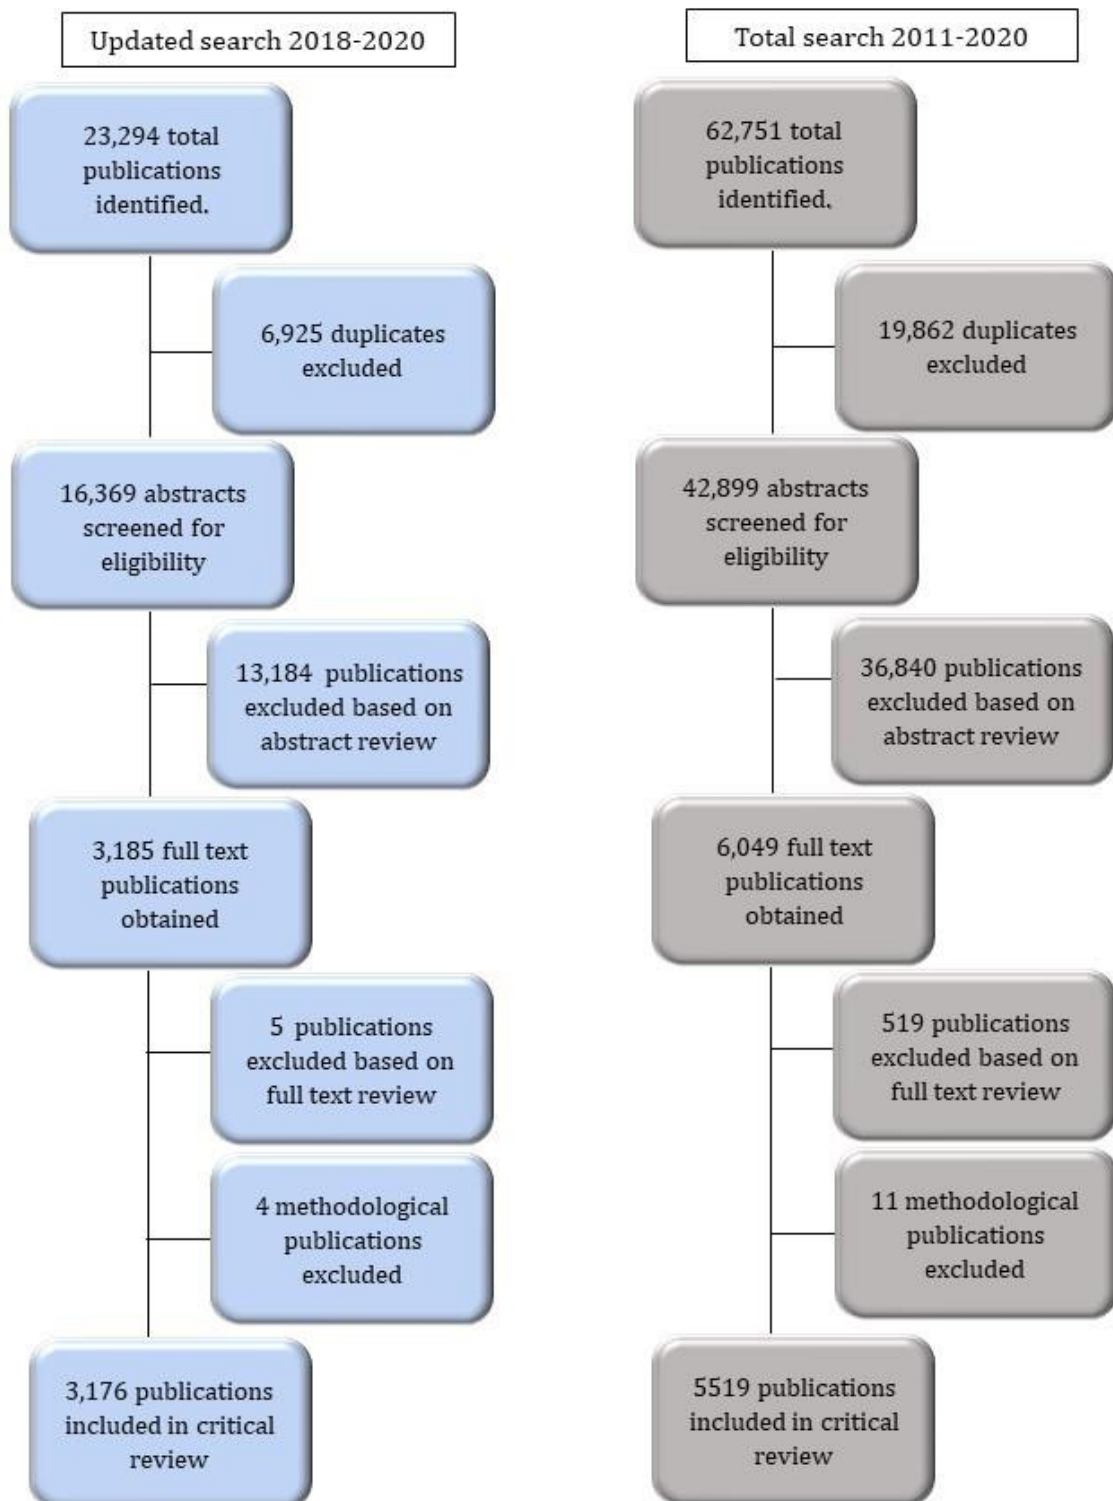 Updated search 2018-2020
23,294 total
publications
identified.
6,925 duplicates
excluded
16,369 abstracts
screened for
eligibility
13,184 publications
excluded based on
abstract review
3,185 full text
publications
obtained
5 publications
excluded based on
full text review
4 methodological
publications
excluded
3,176 publications
included in critical
review
Total search 2011-2020
62,751 total
publications
identified.
19,862 duplicates
excluded
42,899 abstracts
screened for
eligibility
36,840 publications
excluded based on
abstract review
6,049 full text
publications
obtained
519 publications
excluded based on
full text review
11 methodological
publications
excluded
5519 publications
included in critical
review